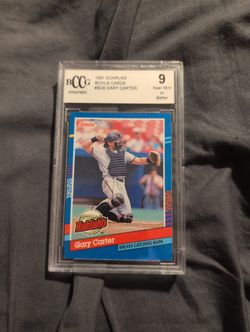 BCCG
1991 DONRUSS
BONUS CARDS
#BC8 GARY CARTER
9
Near Mint
or
Better
Donruss
Highlights
Gary Carter
BREAKS CATCHING MARK